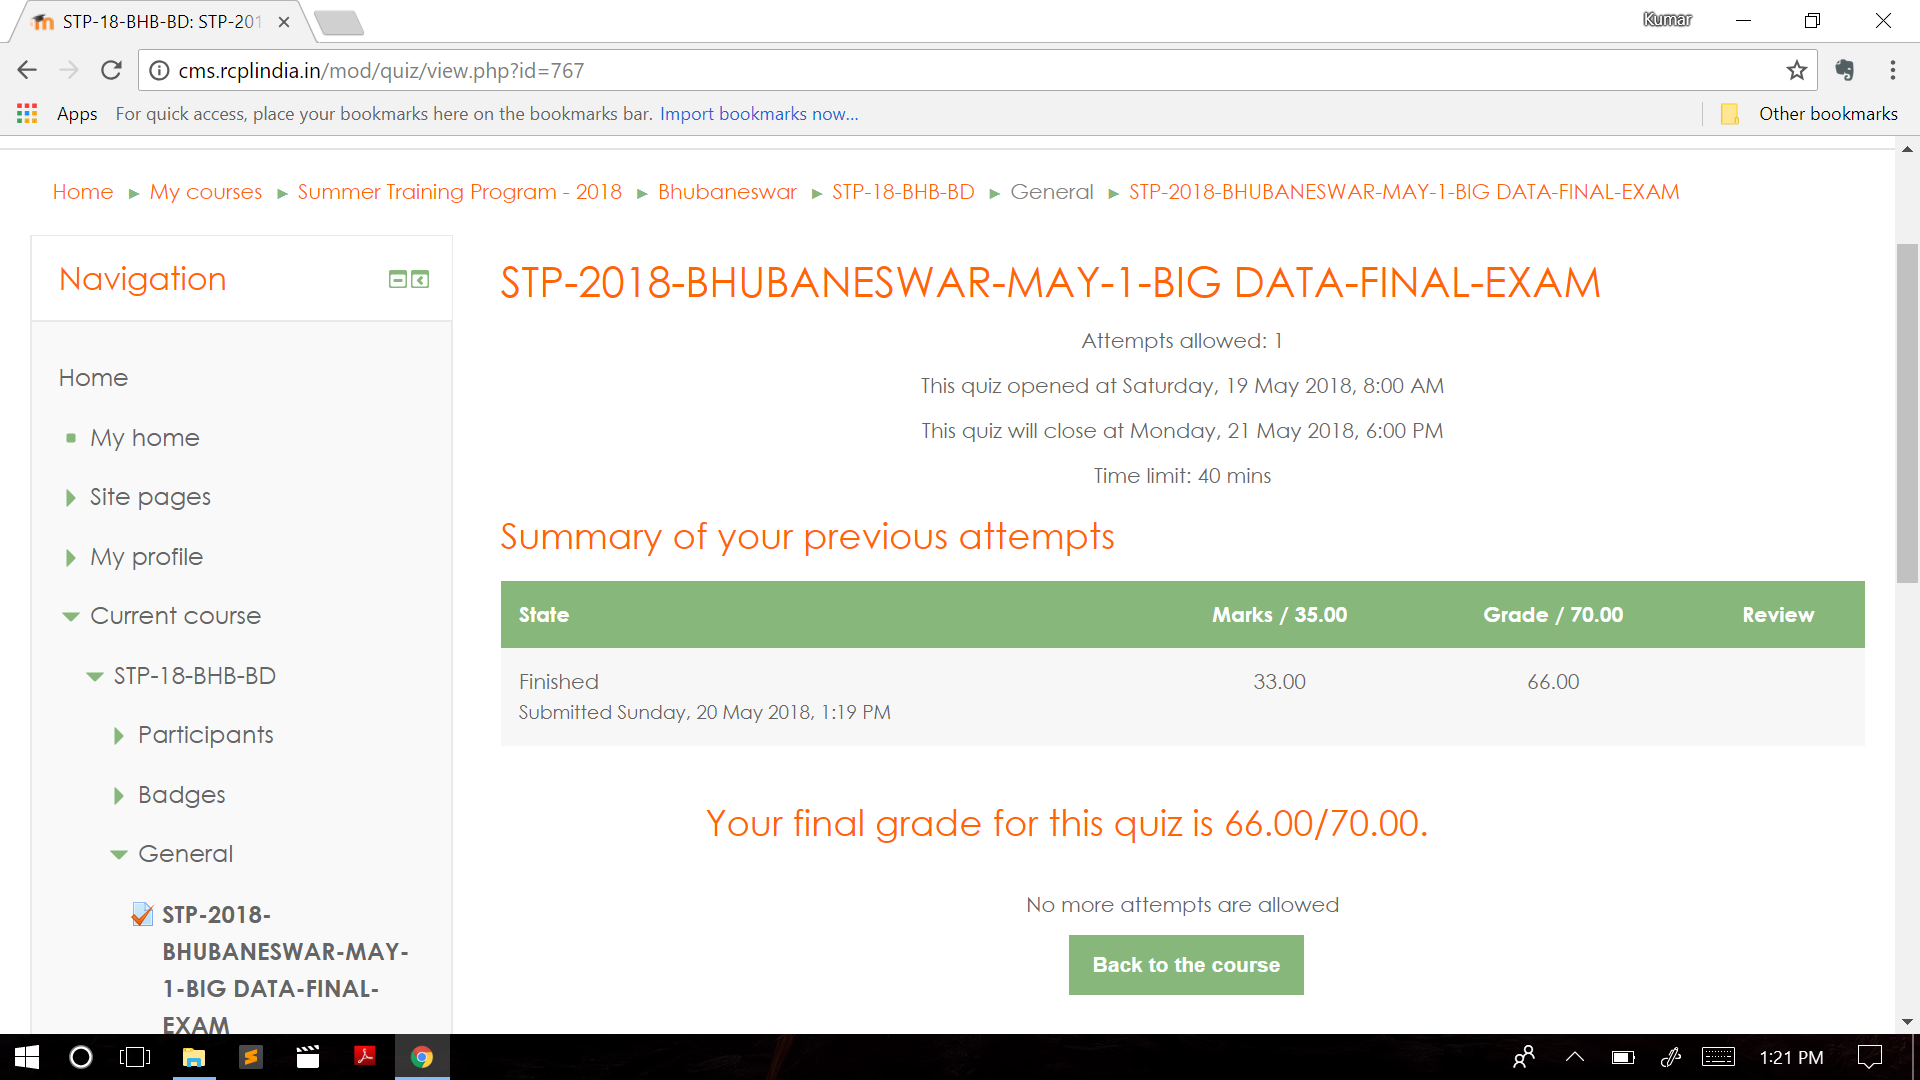 STP-18-BHB-BD: STP-201
Kumar
cms.rcplindia.in/mod/quiz/view.php?id=767
Apps For quick access, place your bookmarks here on the bookmarks bar. Import bookmarks now... Other bookmarks
Home ► My courses ► Summer Training Program - 2018 ► Bhubaneswar ► STP-18-BHB-BD ► General ► STP-2018-BHUBANESWAR-MAY-1-BIG DATA-FINAL-EXAM
Navigation
Home
My home
Site pages
My profile
Current course
STP-18-BHB-BD
Participants
Badges
General
STP-2018-
BHUBANESWAR-MAY-
1-BIG DATA-FINAL-
EXAM
STP-2018-BHUBANESWAR-MAY-1-BIG DATA-FINAL-EXAM
Attempts allowed: 1
This quiz opened at Saturday, 19 May 2018, 8:00 AM
This quiz will close at Monday, 21 May 2018, 6:00 PM
Time limit: 40 mins
Summary of your previous attempts
State Marks / 35.00 Grade / 70.00 Review
Finished 33.00 66.00
Submitted Sunday, 20 May 2018, 1:19 PM
Your final grade for this quiz is 66.00/70.00.
No more attempts are allowed
Back to the course
1:21 PM